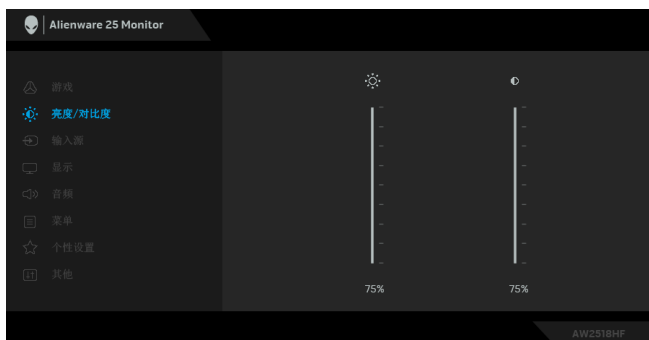 Alienware 25 Monitor
游戏
亮度/对比度
输入源
显示
音频
菜单
个性设置
其他
75%
75%
AW2518HF